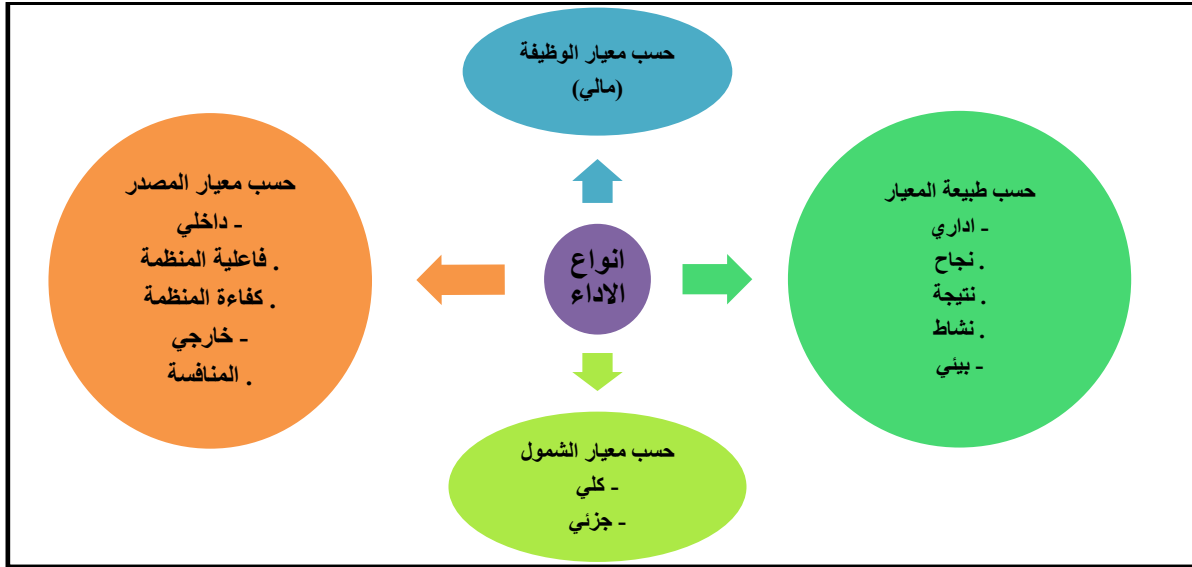 حسب معيار الوظيفة
(مالي)
حسب طبيعة المعيار
- اداري
. نجاح
. نتيجة
. نشاط
- بيئي
انواع
الاداء
حسب معيار المصدر
- داخلي
. فاعلية المنظمة
. كفاءة المنظمة
- خارجي
. المنافسة
حسب معيار الشمول
- كلي
- جزئي